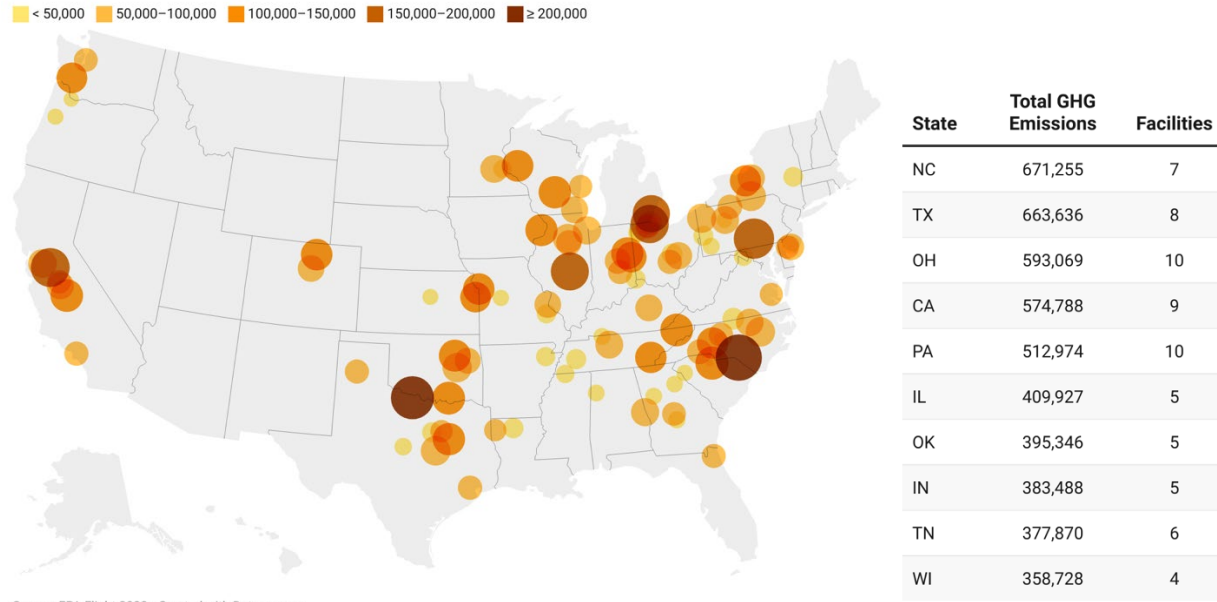 < 50,000 50,000–100,000 100,000–150,000 150,000–200,000 ≥ 200,000
State Total GHG Emissions Facilities
NC 671,255 7
TX 663,636 8
OH 593,069 10
CA 574,788 9
PA 512,974 10
IL 409,927 5
OK 395,346 5
IN 383,488 5
TN 377,870 6
WI 358,728 4